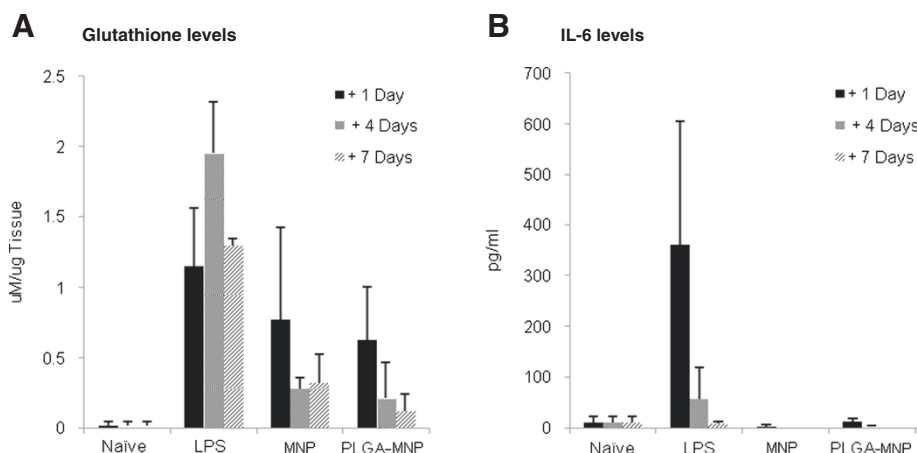 A
Glutathione levels
2.5
2
1.5
1
0.5
0
uM/ug Tissue
+ 1 Day
+ 4 Days
+ 7 Days
Naïve
LPS
MNP
PLGA-MNP
B
IL-6 levels
700
600
500
400
300
200
100
0
pg/ml
+ 1 Day
+ 4 Days
+ 7 Days
Naïve
LPS
MNP
PLGA-MNP